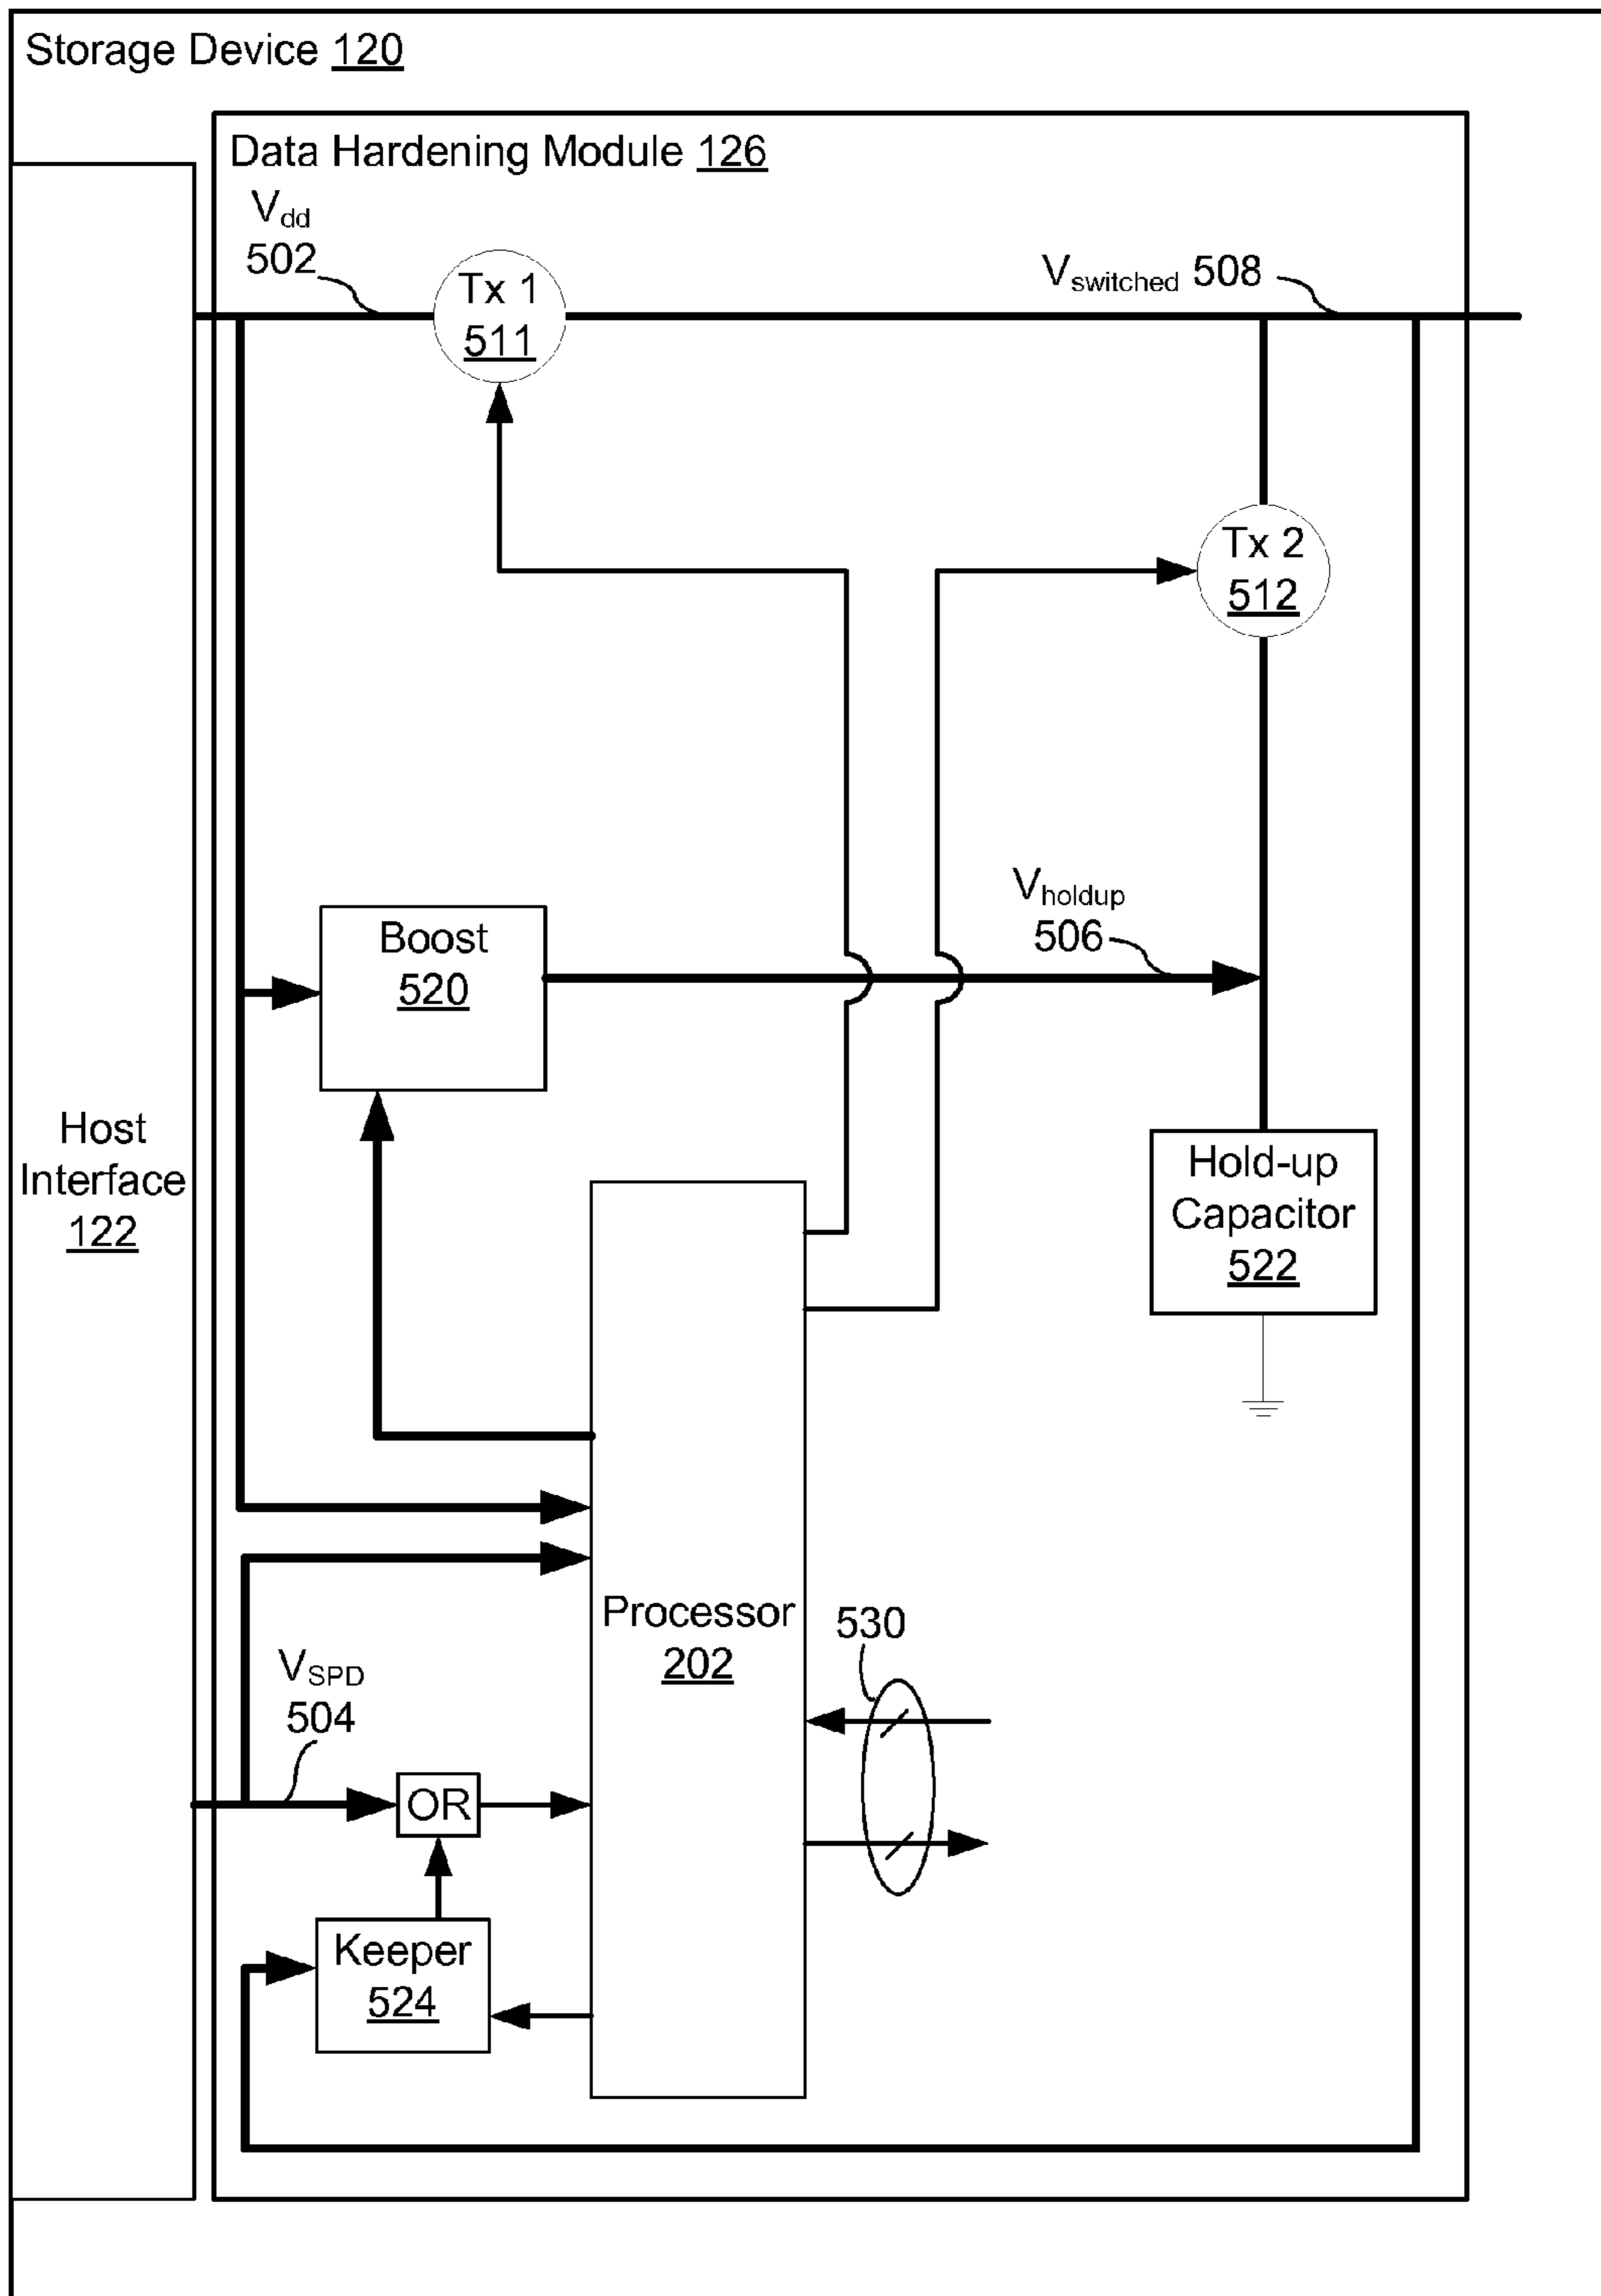 Storage Device 120
Data Hardening Module 126
Vdd
502
Tx 1
511
Vswitched 508
Tx 2
512
Vholdup
506
Boost
520
Host
Interface
122
Hold-up
Capacitor
522
Processor
202
530
VSPD
504
OR
Keeper
524